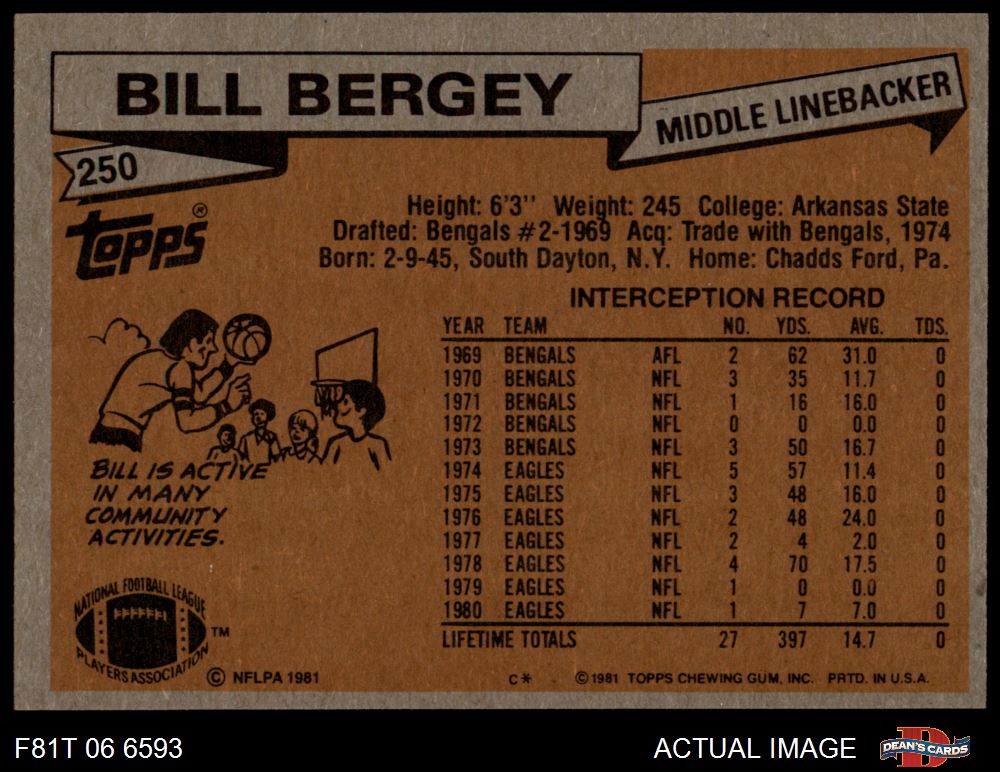 BILL BERGEY
MIDDLE LINEBACKER
250
Topps®
Height: 6'3'' Weight: 245 College: Arkansas State
Drafted: Bengals #2-1969 Acq: Trade with Bengals, 1974
Born: 2-9-45, South Dayton, N.Y. Home: Chadds Ford, Pa.
INTERCEPTION RECORD
YEAR TEAM NO. YDS. AVG. TDS.
1969 BENGALS AFL 2 62 31.0 0
1970 BENGALS NFL 3 35 11.7 0
1971 BENGALS NFL 1 16 16.0 0
1972 BENGALS NFL 0 0 0.0 0
1973 BENGALS NFL 3 50 16.7 0
1974 EAGLES NFL 5 57 11.4 0
1975 EAGLES NFL 3 48 16.0 0
1976 EAGLES NFL 2 48 24.0 0
1977 EAGLES NFL 2 4 2.0 0
1978 EAGLES NFL 4 70 17.5 0
1979 EAGLES NFL 1 0 0.0 0
1980 EAGLES NFL 1 7 7.0 0
LIFETIME TOTALS 27 397 14.7 0
BILL IS ACTIVE
IN MANY
COMMUNITY
ACTIVITIES.
NATIONAL FOOTBALL LEAGUE
PLAYERS ASSOCIATION
TM
© NFLPA 1981
C* © 1981 TOPPS CHEWING GUM, INC. PRTD. IN U.S.A.
F81T 06 6593
ACTUAL IMAGE
D
DEAN'S CARDS